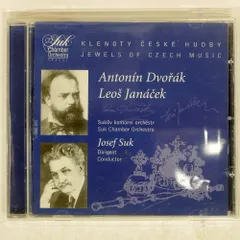 Suk
Chamber
Orchestra
KLENOTY ČESKÉ HUDBY
JEWELS OF CZECH MUSIC
Antonín Dvořák
Leoš Janáček
Sukův komorní orchestr
Suk Chamber Orchestra
Josef Suk
Dirigent
Conductor